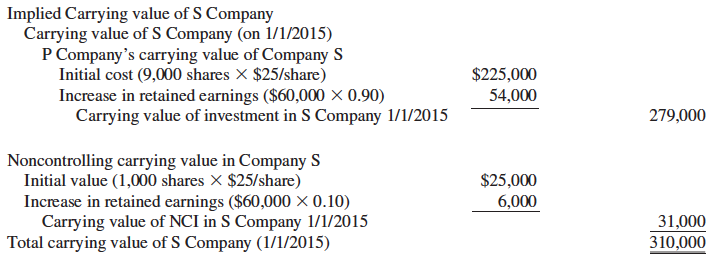 Implied Carrying value of S Company
Carrying value of S Company (on 1/1/2015)
P Company's carrying value of Company S
Initial cost (9,000 shares × $25/share) $225,000
Increase in retained earnings ($60,000 × 0.90) 54,000
Carrying value of investment in S Company 1/1/2015 279,000
Noncontrolling carrying value in Company S
Initial value (1,000 shares × $25/share) $25,000
Increase in retained earnings ($60,000 × 0.10) 6,000
Carrying value of NCI in S Company 1/1/2015 31,000
Total carrying value of S Company (1/1/2015) 310,000